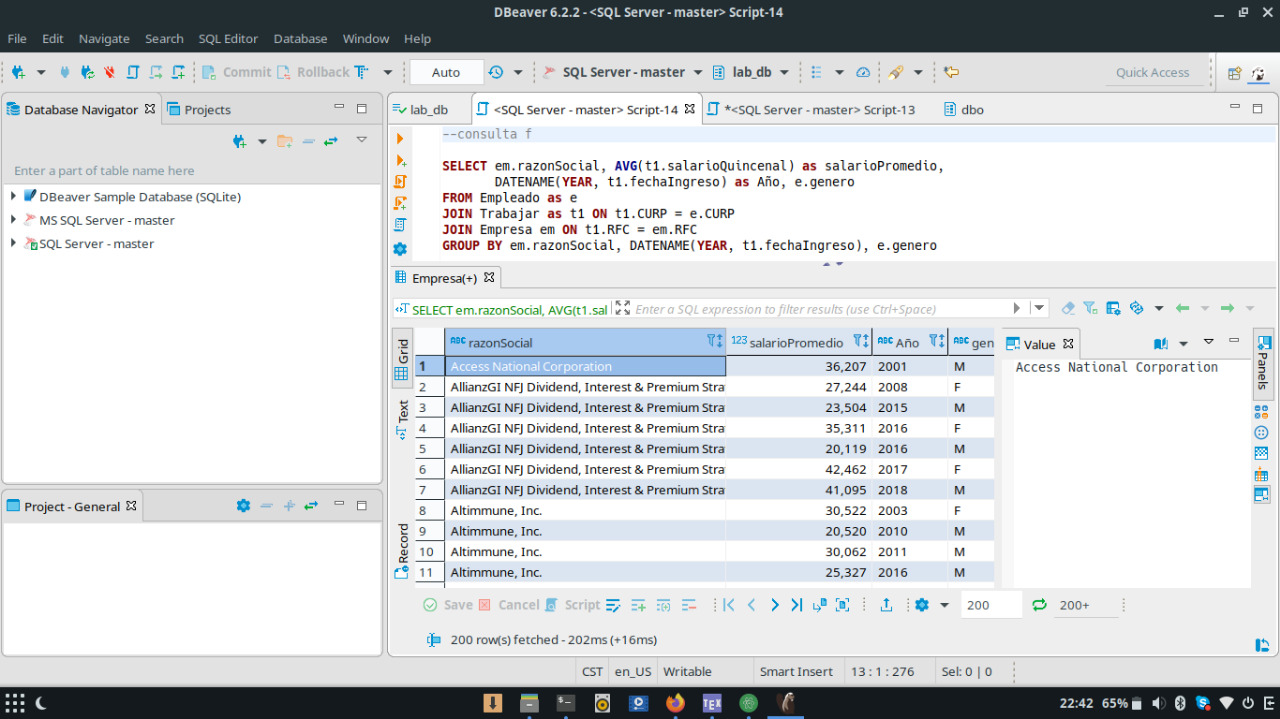 DBeaver 6.2.2 - <SQL Server - master> Script-14
File Edit Navigate Search SQL Editor Database Window Help
Commit Rollback Auto SQL Server - master lab_db Quick Access
Database Navigator Projects
Enter a part of table name here
DBeaver Sample Database (SQLite)
MS SQL Server - master
SQL Server - master
Project - General
lab_db <SQL Server - master> Script-14 *<SQL Server - master> Script-13 dbo
--consulta f
SELECT em.razonSocial, AVG(t1.salarioQuincenal) as salarioPromedio,
DATENAME(YEAR, t1.fechaIngreso) as Año, e.genero
FROM Empleado as e
JOIN Trabajar as t1 ON t1.CURP = e.CURP
JOIN Empresa em ON t1.RFC = em.RFC
GROUP BY em.razonSocial, DATENAME(YEAR, t1.fechaIngreso), e.genero
Empresa(+)
SELECT em.razonSocial, AVG(t1.sal Enter a SQL expression to filter results (use Ctrl+Space)
Grid
Text
Record
ABC razonSocial 123 salarioPromedio ABC Año ABC gen
1 Access National Corporation 36,207 2001 M
2 AllianzGI NFJ Dividend, Interest & Premium Stra 27,244 2008 F
3 AllianzGI NFJ Dividend, Interest & Premium Stra 23,504 2015 M
4 AllianzGI NFJ Dividend, Interest & Premium Stra 35,311 2016 F
5 AllianzGI NFJ Dividend, Interest & Premium Stra 20,119 2016 M
6 AllianzGI NFJ Dividend, Interest & Premium Stra 42,462 2017 F
7 AllianzGI NFJ Dividend, Interest & Premium Stra 41,095 2018 M
8 Altimmune, Inc. 30,522 2003 F
9 Altimmune, Inc. 20,520 2010 M
10 Altimmune, Inc. 30,062 2011 M
11 Altimmune, Inc. 25,327 2016 M
Value
Access National Corporation
Panels
Save Cancel Script 200 200+
200 row(s) fetched - 202ms (+16ms)
CST en_US Writable Smart Insert 13 : 1 : 276 Sel: 0 | 0
TEX 22:42 65%